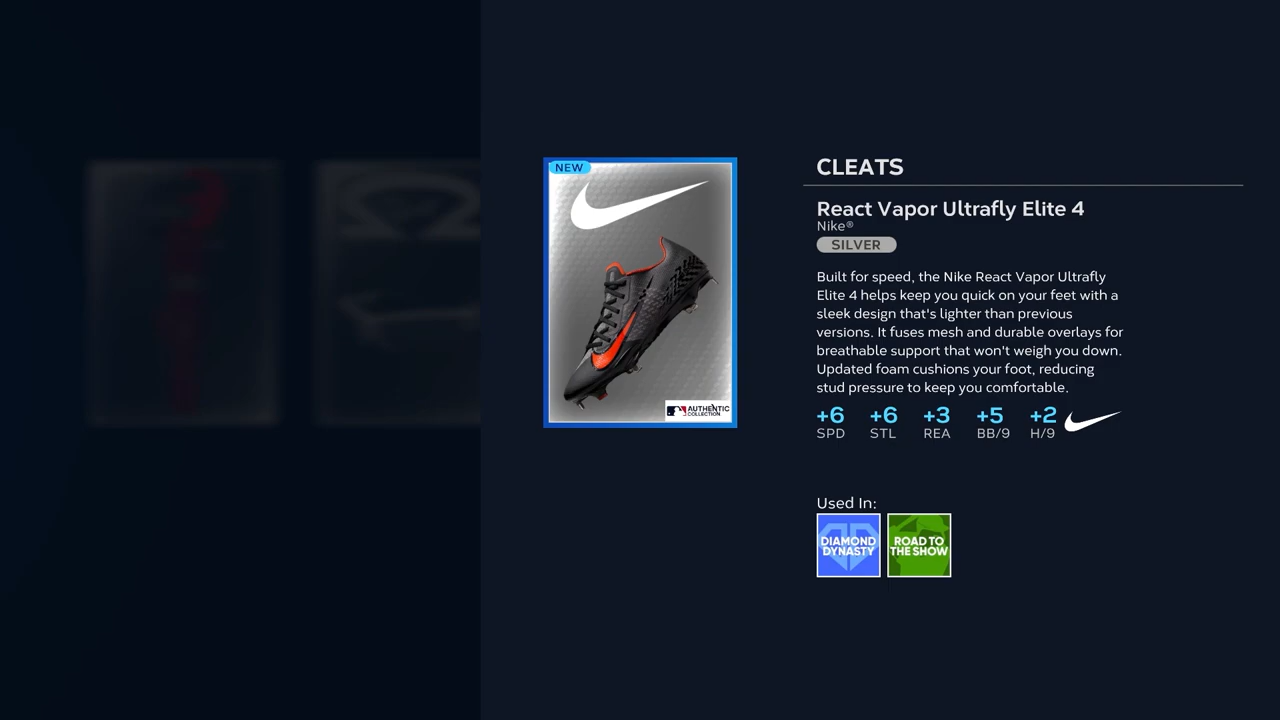 NEW
AUTHENTIC
COLLECTION
CLEATS
React Vapor Ultrafly Elite 4
Nike®
SILVER
Built for speed, the Nike React Vapor Ultrafly
Elite 4 helps keep you quick on your feet with a
sleek design that's lighter than previous
versions. It fuses mesh and durable overlays for
breathable support that won't weigh you down.
Updated foam cushions your foot, reducing
stud pressure to keep you comfortable.
+6 +6 +3 +5 +2
SPD STL REA BB/9 H/9
Used In:
DIAMOND
DYNASTY
ROAD TO
THE SHOW